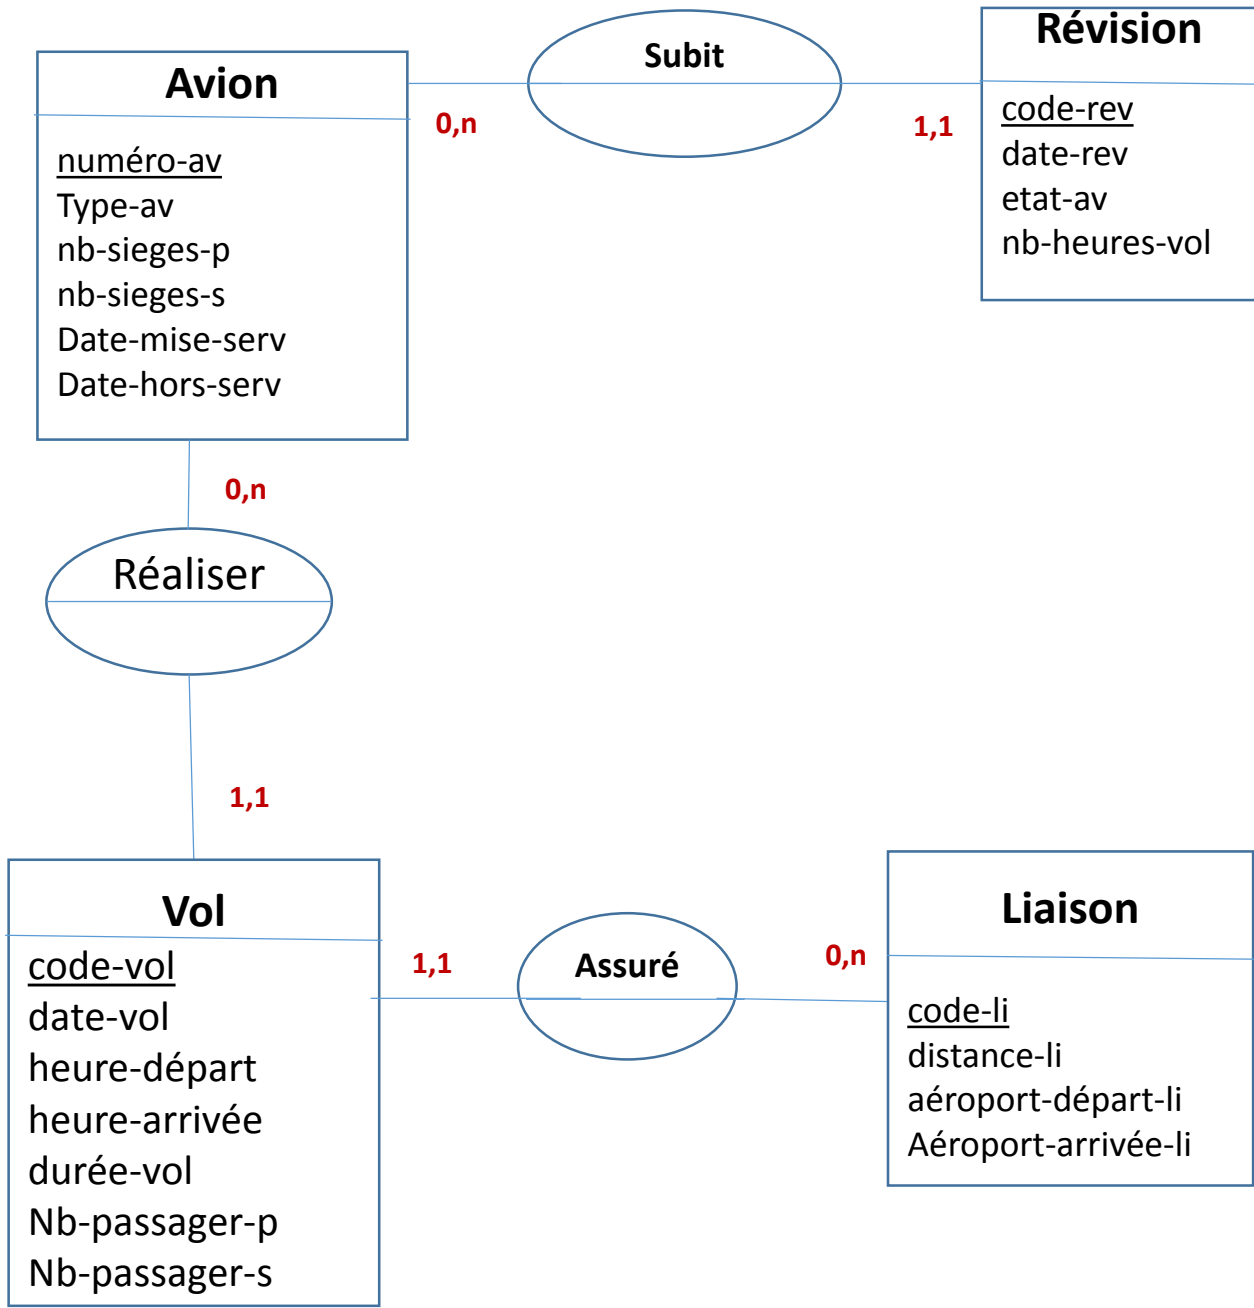 Avion
numéro-av
Type-av
nb-sieges-p
nb-sieges-s
Date-mise-serv
Date-hors-serv
0,n
Subit
1,1
Révision
code-rev
date-rev
etat-av
nb-heures-vol
0,n
Réaliser
1,1
Vol
code-vol
date-vol
heure-départ
heure-arrivée
durée-vol
Nb-passager-p
Nb-passager-s
1,1
Assuré
0,n
Liaison
code-li
distance-li
aéroport-départ-li
Aéroport-arrivée-li